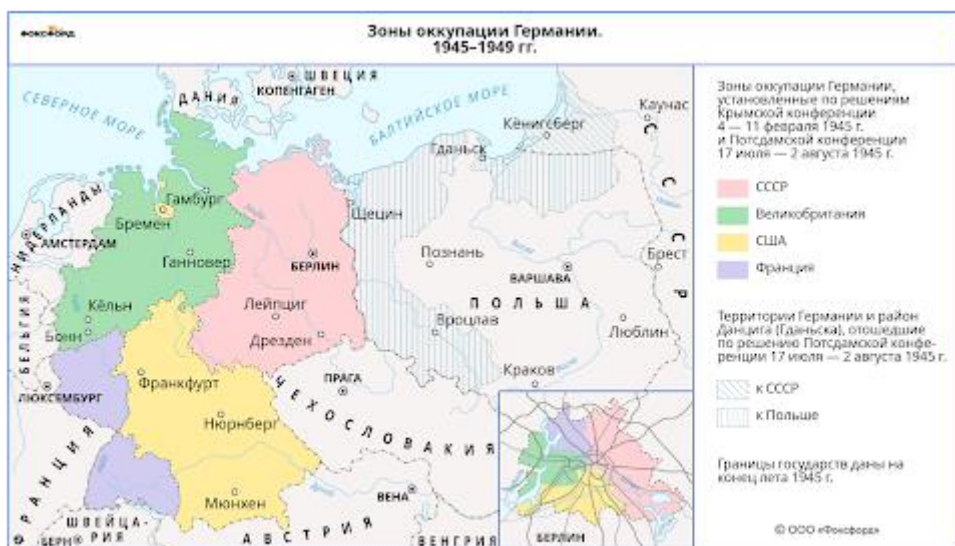 ФОКСФОРД
Зоны оккупации Германии.
1945–1949 гг.
СЕВЕРНОЕ МОРЕ
ДАНИЯ
КОПЕНГАГЕН
ШВЕЦИЯ
БАЛТИЙСКОЕ МОРЕ
Каунас
СССР
Кёнигсберг
Гданьск
НИДЕРЛАНДЫ
АМСТЕРДАМ
Гамбург
Бремен
Ганновер
Щецин
БЕРЛИН
Познань
ВАРШАВА
Брест
ПОЛЬША
БЕЛЬГИЯ
Кёльн
Бонн
Лейпциг
Дрезден
Вроцлав
Люблин
Краков
ЛЮКСЕМБУРГ
Франкфурт
ПРАГА
ЧЕХОСЛОВАКИЯ
Нюрнберг
ФРАНЦИЯ
Мюнхен
ВЕНА
ШВЕЙЦА-
РИЯ
БЕРН
АВСТРИЯ
ВЕНГРИЯ
БЕРЛИН
Зоны оккупации Германии,
установленные по решениям
Крымской конференции
4 — 11 февраля 1945 г.
и Потсдамской конференции
17 июля — 2 августа 1945 г.
СССР
Великобритания
США
Франция
Территории Германии и район
Данцига (Гданьска), отошедшие
по решению Потсдамской конфе-
ренции 17 июля — 2 августа 1945 г.
к СССР
к Польше
Границы государств даны на
конец лета 1945 г.
© ООО «Фоксфорд»